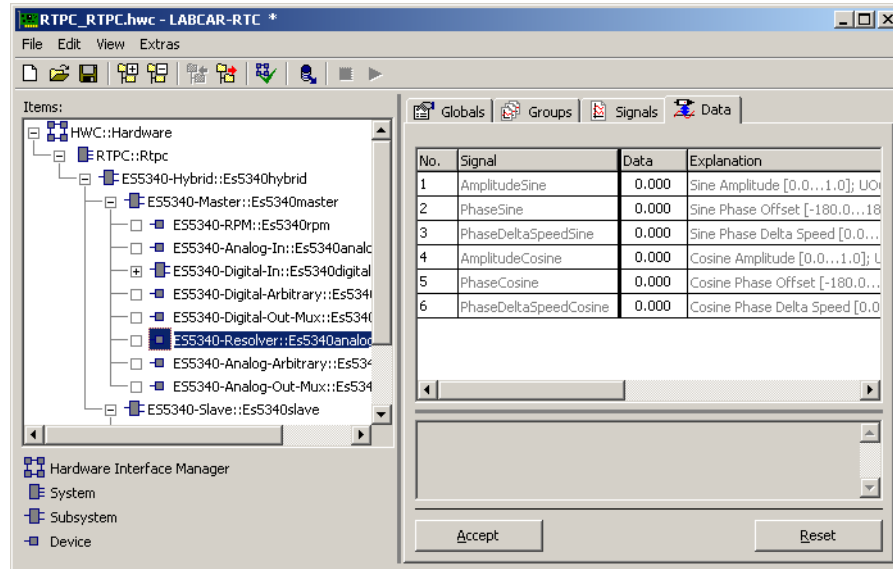 RTPC_RTPC.hwc - LABCAR-RTC *
File Edit View Extras
Items:
HWC::Hardware
RTPC::Rtpc
ES5340-Hybrid::Es5340hybrid
ES5340-Master::Es5340master
ES5340-RPM::Es5340rpm
ES5340-Analog-In::Es5340analo
ES5340-Digital-In::Es5340digital
ES5340-Digital-Arbitrary::Es534
ES5340-Digital-Out-Mux::Es534
ES5340-Resolver::Es5340analog
ES5340-Analog-Arbitrary::Es534
ES5340-Analog-Out-Mux::Es534
ES5340-Slave::Es5340slave
Hardware Interface Manager
System
Subsystem
Device
Globals Groups Signals Data
No. Signal Data Explanation
1 AmplitudeSine 0.000 Sine Amplitude [0.0...1.0]; UO
2 PhaseSine 0.000 Sine Phase Offset [-180.0...18
3 PhaseDeltaSpeedSine 0.000 Sine Phase Delta Speed [0.0...
4 AmplitudeCosine 0.000 Cosine Amplitude [0.0...1.0]; U
5 PhaseCosine 0.000 Cosine Phase Offset [-180.0...
6 PhaseDeltaSpeedCosine 0.000 Cosine Phase Delta Speed [0.0
Accept Reset